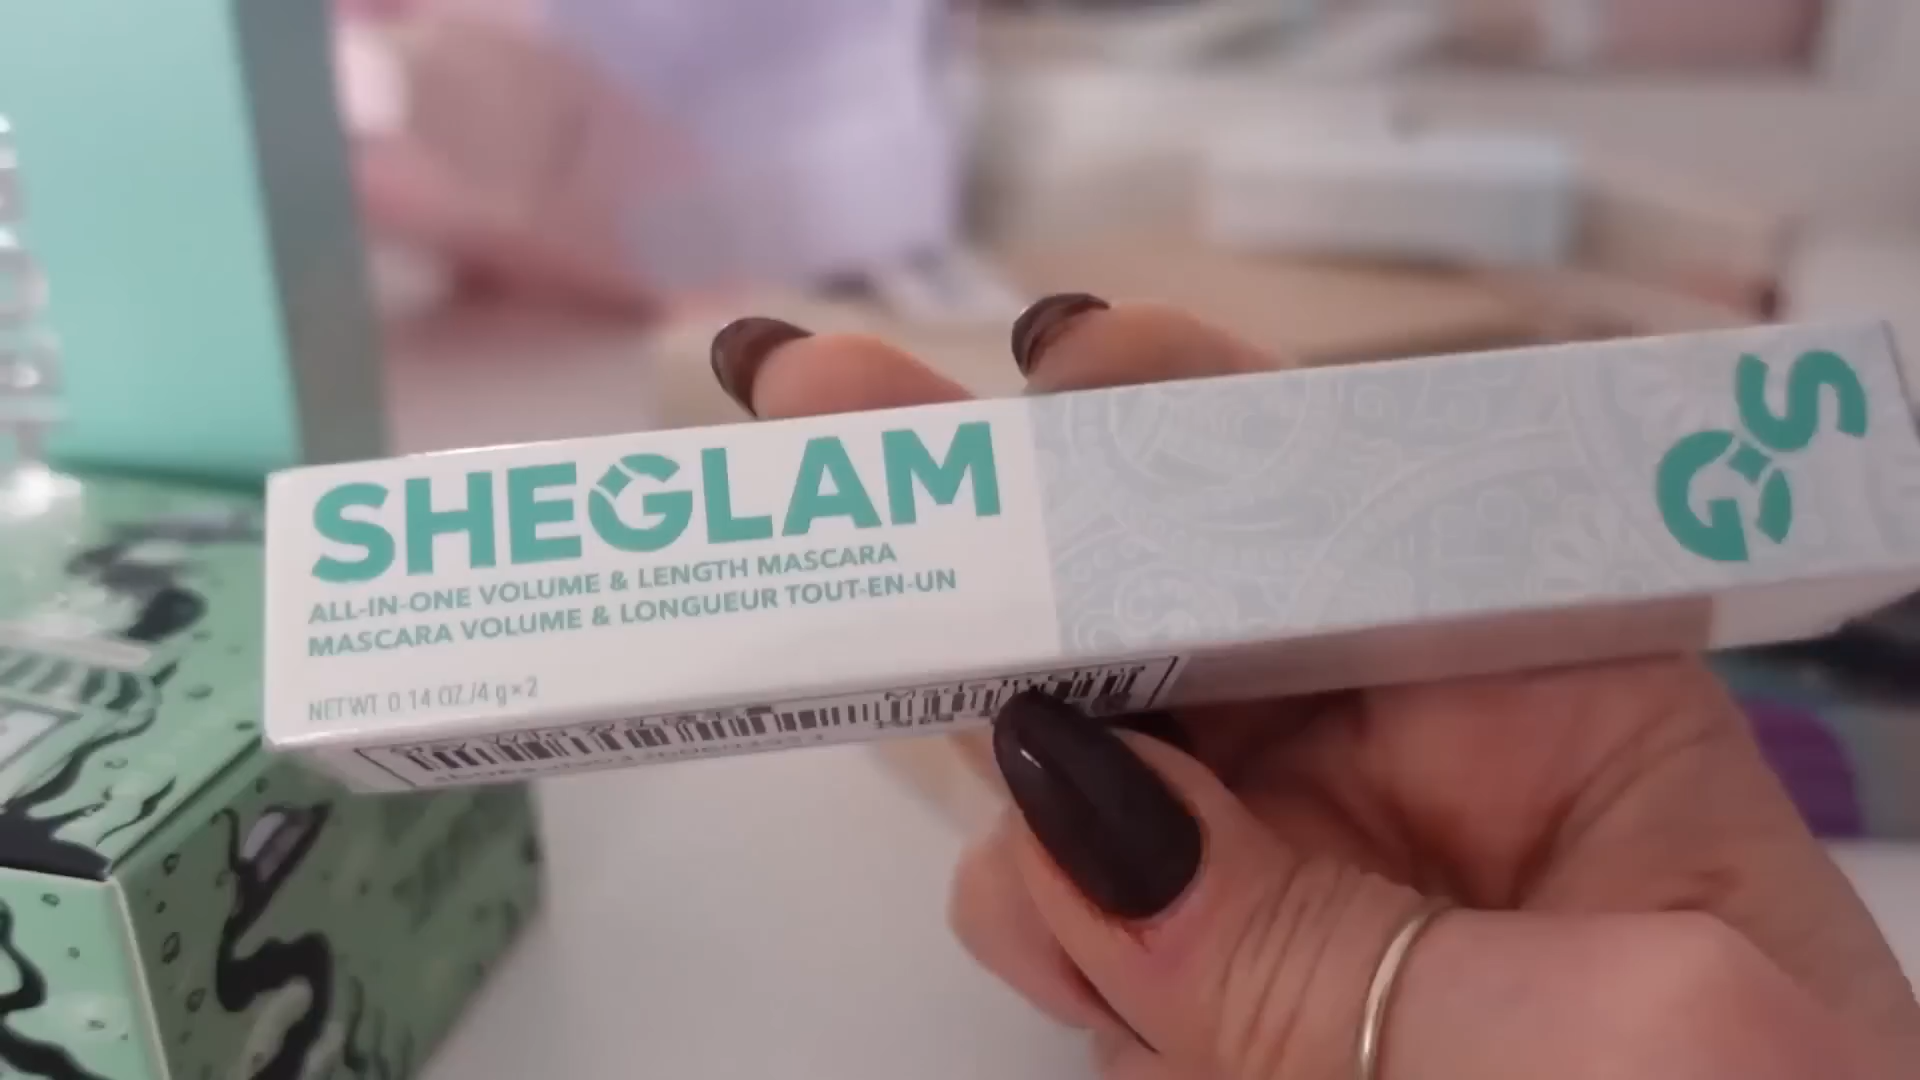 SHEGLAM
ALL-IN-ONE VOLUME & LENGTH MASCARA
MASCARA VOLUME & LONGUEUR TOUT-EN-UN
NET WT 0.14 OZ./4 g×2
SG